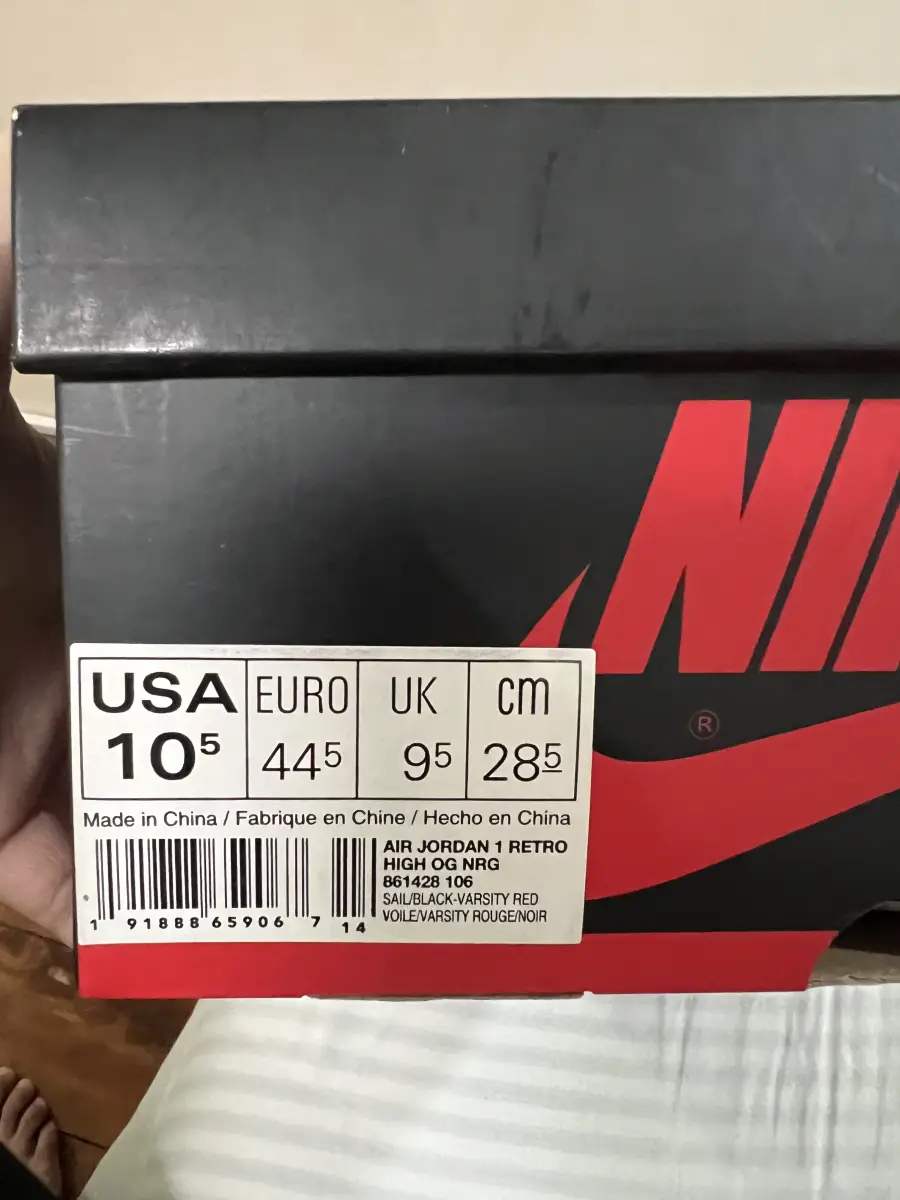 NI
®
USA EURO UK cm
10⁵ 44⁵ 9⁵ 28⁵
Made in China / Fabrique en Chine / Hecho en China
AIR JORDAN 1 RETRO
HIGH OG NRG
861428 106
SAIL/BLACK-VARSITY RED
VOILE/VARSITY ROUGE/NOIR
1 91888 65906 7 14